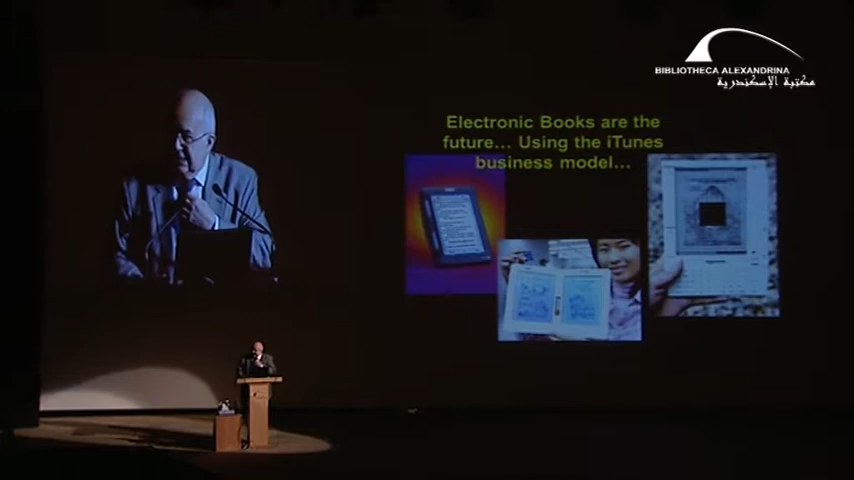 BIBLIOTHECA ALEXANDRINA
مكتبة الإسكندرية
Electronic Books are the
future... Using the iTunes
business model...